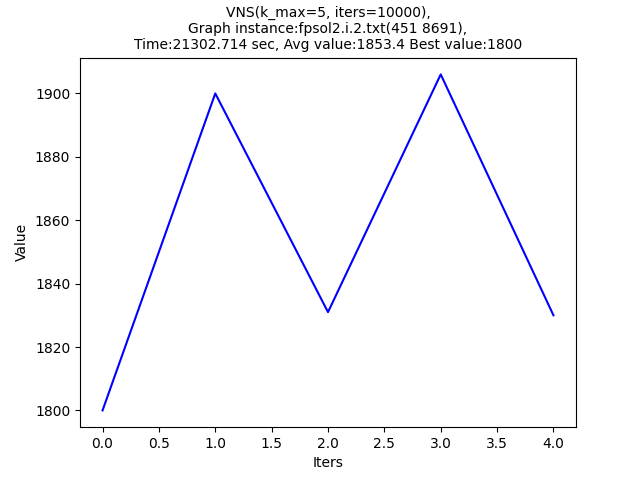 VNS(k_max=5, iters=10000),
Graph instance:fpsol2.i.2.txt(451 8691),
Time:21302.714 sec, Avg value:1853.4 Best value:1800
1900
1880
1860
1840
1820
1800
Value
0.0 0.5 1.0 1.5 2.0 2.5 3.0 3.5 4.0
Iters